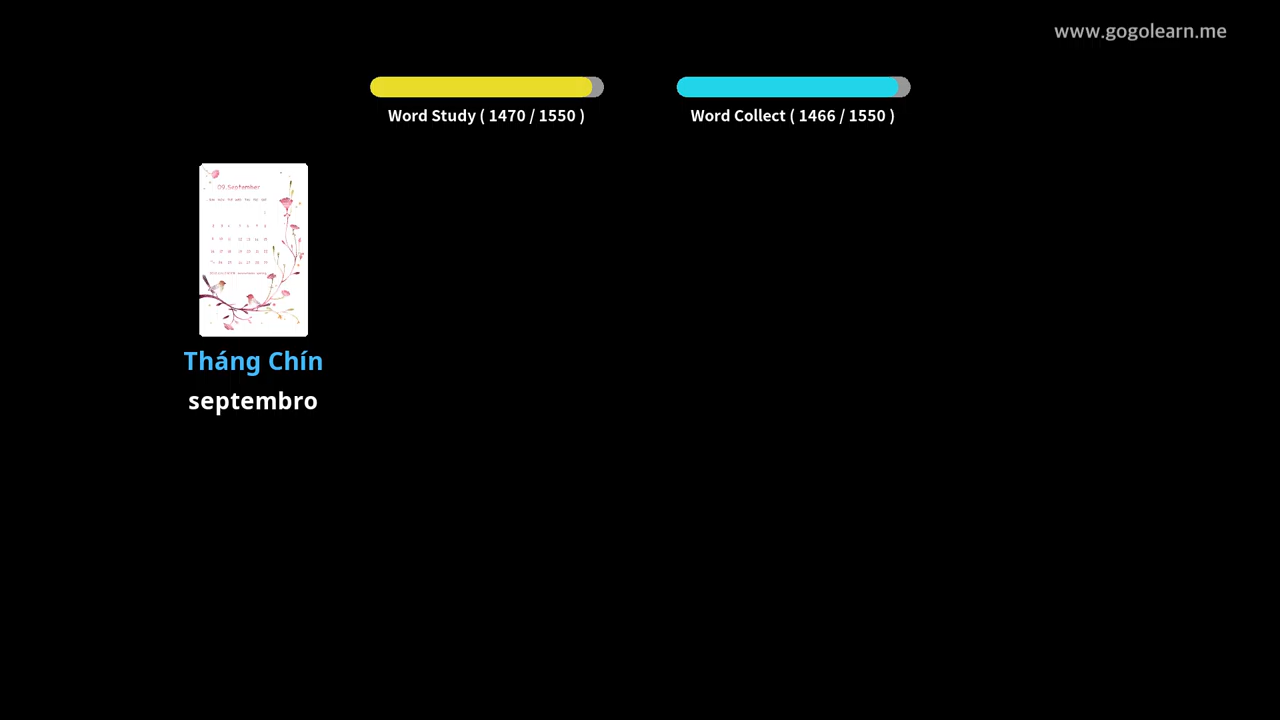 www.gogolearn.me
Word Study ( 1470 / 1550 )
Word Collect ( 1466 / 1550 )
09.September
Tháng Chín
septembro